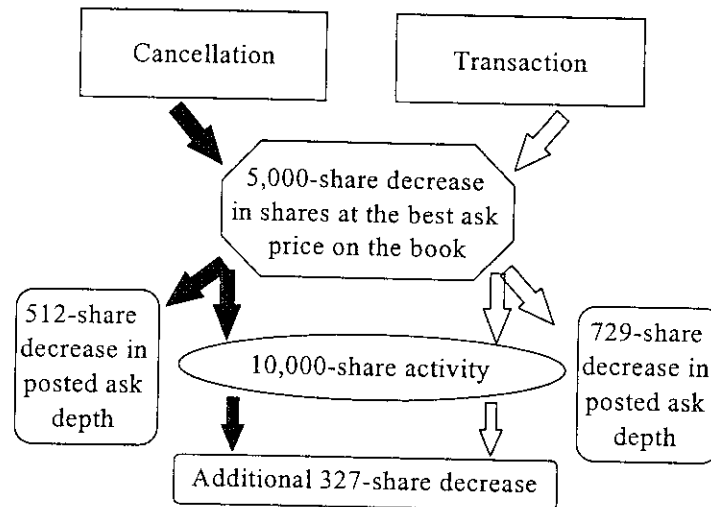 Cancellation
Transaction
5,000-share decrease
in shares at the best ask
price on the book
512-share
decrease in
posted ask
depth
10,000-share activity
729-share
decrease in
posted ask
depth
Additional 327-share decrease